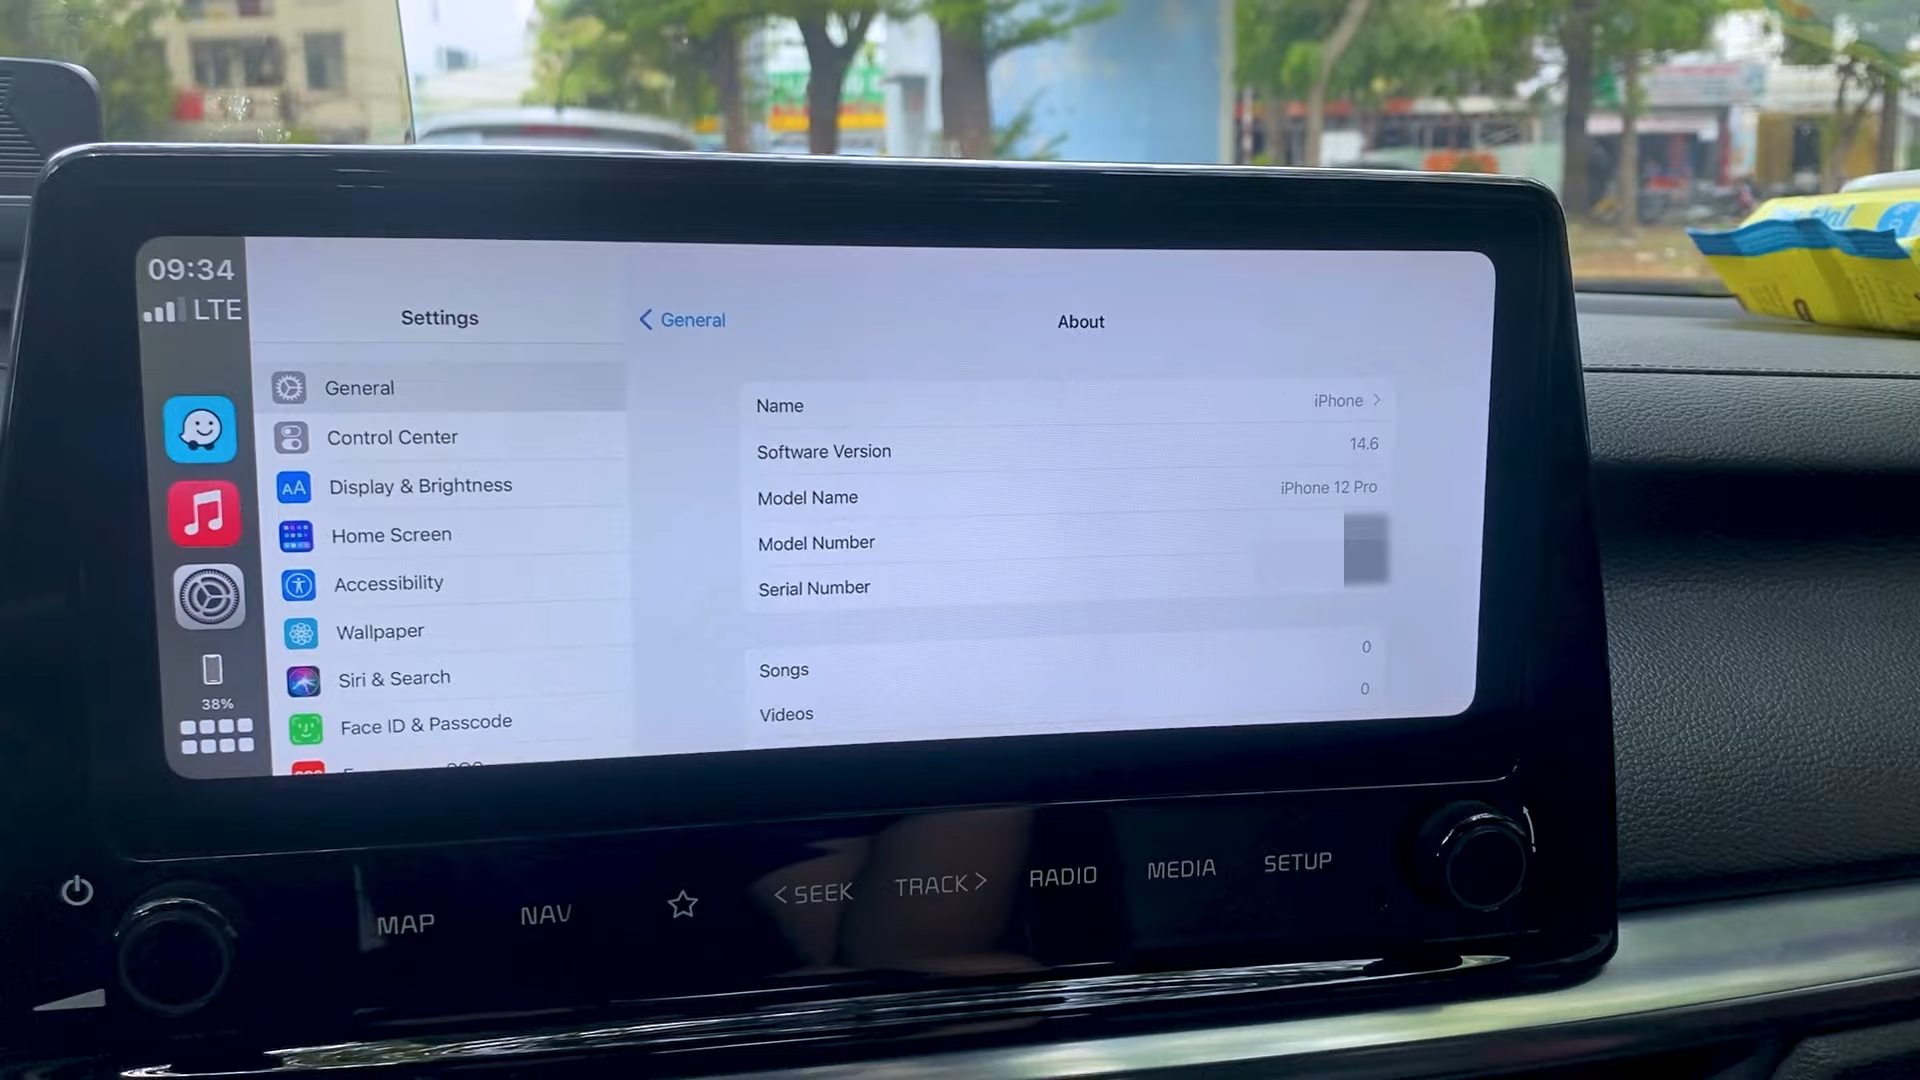 09:34
LTE
38%
Settings
General
Control Center
AA
Display & Brightness
Home Screen
Accessibility
Wallpaper
Siri & Search
Face ID & Passcode
General
About
Name
iPhone
Software Version
14.6
Model Name
iPhone 12 Pro
Model Number
Serial Number
Songs
0
Videos
0
MAP
NAV
< SEEK
TRACK >
RADIO
MEDIA
SETUP